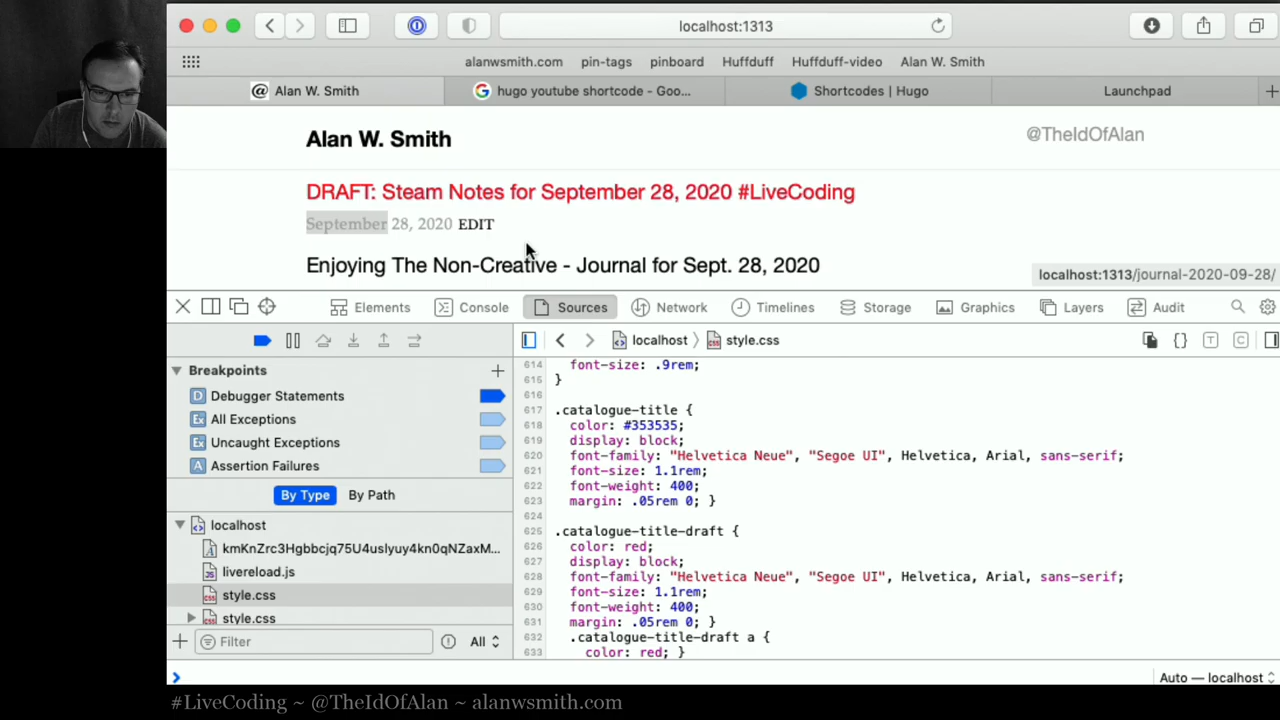 localhost:1313
alanwsmith.com pin-tags pinboard Huffduff Huffduff-video Alan W. Smith
@ Alan W. Smith hugo youtube shortcode - Goo... Shortcodes | Hugo Launchpad
Alan W. Smith
@TheIdOfAlan
DRAFT: Steam Notes for September 28, 2020 #LiveCoding
September 28, 2020 EDIT
Enjoying The Non-Creative - Journal for Sept. 28, 2020
localhost:1313/journal-2020-09-28/
Elements Console Sources Network Timelines Storage Graphics Layers Audit
localhost 〉 style.css
Breakpoints
D Debugger Statements
Ex All Exceptions
Ex Uncaught Exceptions
A Assertion Failures
By Type By Path
localhost
kmKnZrc3Hgbbcjq75U4uslyuy4kn0qNZaxM...
livereload.js
style.css
style.css
Filter All
614 font-size: .9rem;
615 }
616
617 .catalogue-title {
618 color: #353535;
619 display: block;
620 font-family: "Helvetica Neue", "Segoe UI", Helvetica, Arial, sans-serif;
621 font-size: 1.1rem;
622 font-weight: 400;
623 margin: .05rem 0; }
624
625 .catalogue-title-draft {
626 color: red;
627 display: block;
628 font-family: "Helvetica Neue", "Segoe UI", Helvetica, Arial, sans-serif;
629 font-size: 1.1rem;
630 font-weight: 400;
631 margin: .05rem 0; }
632 .catalogue-title-draft a {
633 color: red; }
Auto — localhost
#LiveCoding ~ @TheIdOfAlan ~ alanwsmith.com